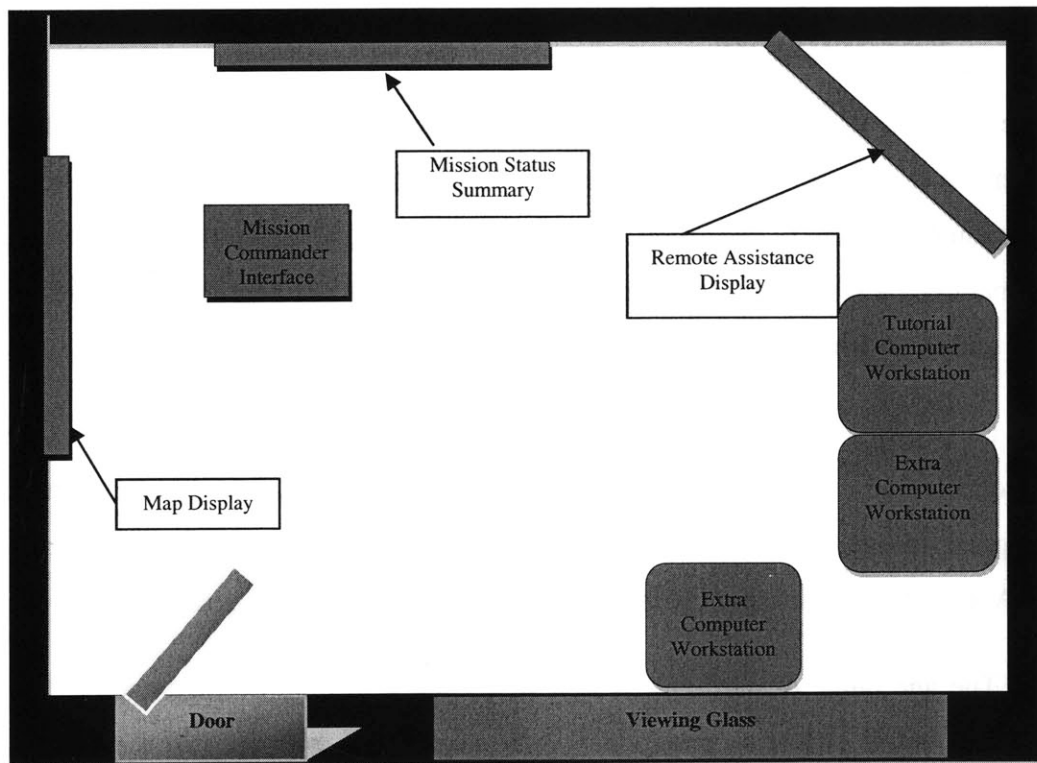 Mission Status
Summary
Mission
Commander
Interface
Remote Assistance
Display
Tutorial
Computer
Workstation
Extra
Computer
Workstation
Map Display
Extra
Computer
Workstation
Door
Viewing Glass